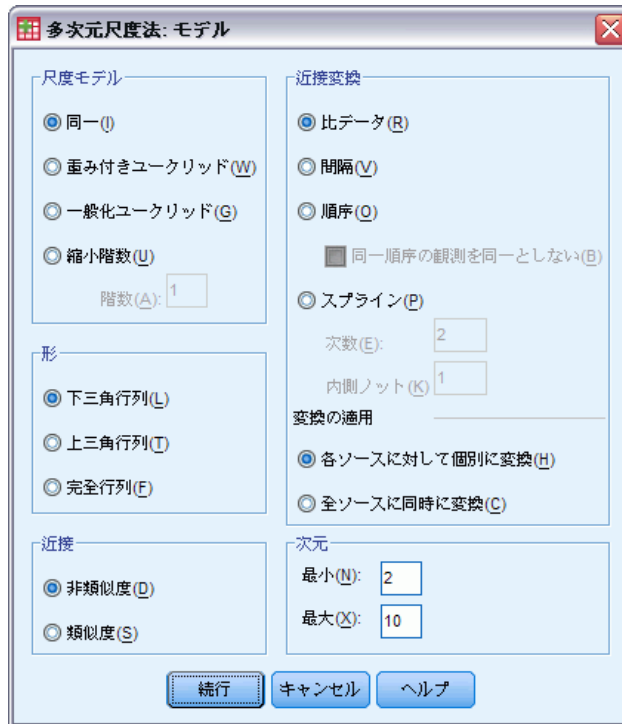 多次元尺度法: モデル
尺度モデル
同一(I)
重み付きユークリッド(W)
一般化ユークリッド(G)
縮小階数(U)
階数(A): 1
形
下三角行列(L)
上三角行列(T)
完全行列(F)
近接
非類似度(D)
類似度(S)
近接変換
比データ(R)
間隔(V)
順序(O)
同一順序の観測を同一としない(B)
スプライン(P)
次数(E): 2
内側ノット(K) 1
変換の適用
各ソースに対して個別に変換(H)
全ソースに同時に変換(C)
次元
最小(N): 2
最大(X): 10
続行 キャンセル ヘルプ